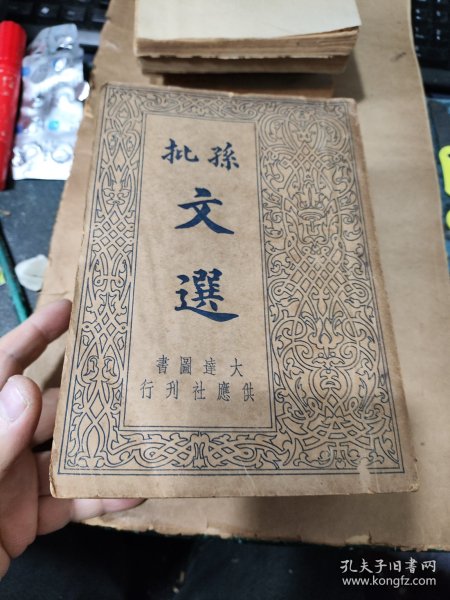 孫批
文
選
大達圖書
供應社刊行
孔夫子旧书网
www.kongfz.com